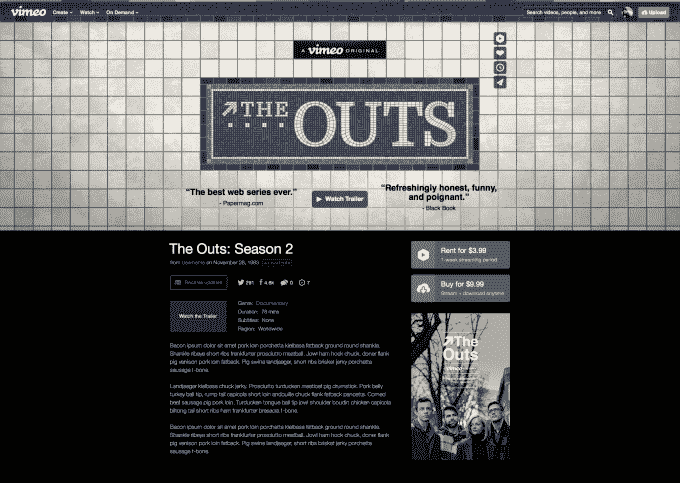 vimeo Create Watch On Demand Search videos, people, and more Upload
A vimeo ORIGINAL
THE OUTS
“The best web series ever.”
- Papermag.com
Watch Trailer
“Refreshingly honest, funny,
and poignant.”
- Black Book
The Outs: Season 2
on November 28, 1983
Receive updates 291 4.6k 0 7
Watch the Trailer
Genre: Documentary
Duration: 76 mins
Subtitles: None
Region: Worldwide
Bacon ipsum dolor sit amet pork loin porchetta kielbasa fatback ground round shankle.
Shankle ribeye short ribs frankfurter prosciutto meatball. Jowl ham hock chuck, doner flank
pig venison pork loin fatback. Pig swine landjaeger, short ribs brisket jerky porchetta
sausage t-bone.
Landjaeger kielbasa chuck jerky. Prosciutto turducken meatloaf pig drumstick. Pork belly
turkey ball tip, rump tail capicola short loin andouille chuck flank fatback pancetta. Corned
beef sausage pig pork loin. Turducken tongue ball tip jowl shoulder boudin chicken capicola
biltong tail short ribs ham frankfurter bresaola t-bone.
Bacon ipsum dolor sit amet pork loin porchetta kielbasa fatback ground round shankle.
Shankle ribeye short ribs frankfurter prosciutto meatball. Jowl ham hock chuck, doner flank
pig venison pork loin fatback. Pig swine landjaeger, short ribs brisket jerky porchetta
sausage t-bone.
Rent for $3.99
1-week streaming period
Buy for $9.99
Stream + download anytime
The
Outs